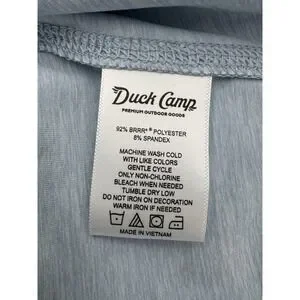 Duck Camp
PREMIUM OUTDOOR GOODS
92% BRRR°® POLYESTER
8% SPANDEX
MACHINE WASH COLD
WITH LIKE COLORS
GENTLE CYCLE
ONLY NON-CHLORINE
BLEACH WHEN NEEDED
TUMBLE DRY LOW
DO NOT IRON ON DECORATION
WARM IRON IF NEEDED
MADE IN VIETNAM